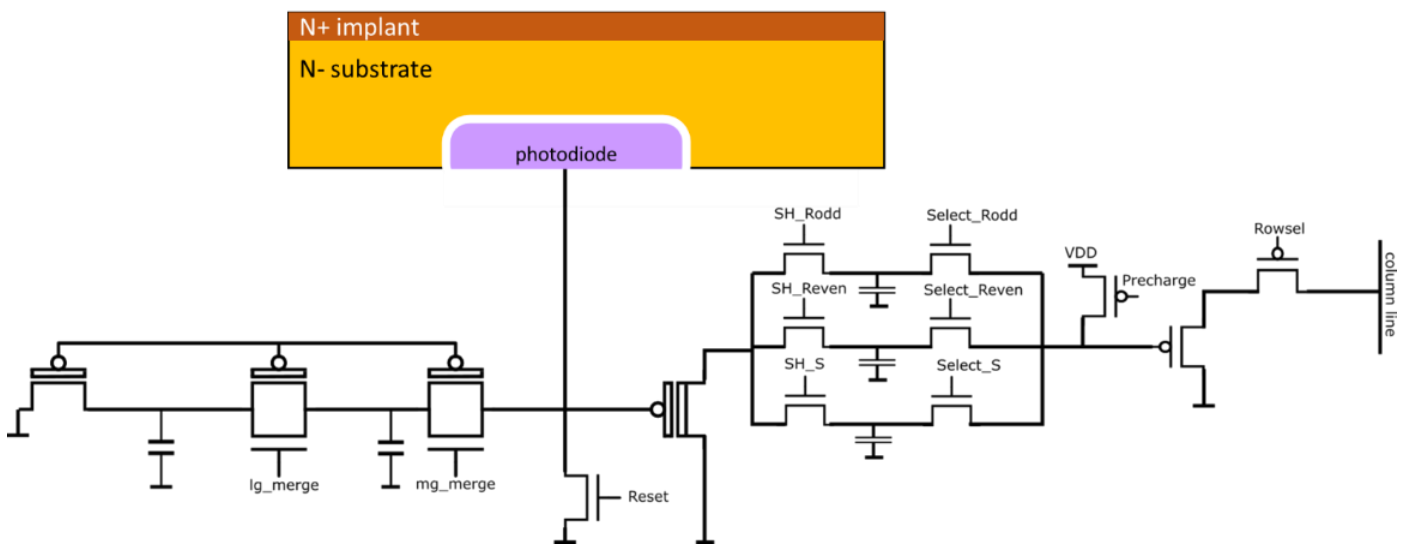 N+ implant
N- substrate
photodiode
SH_Rodd
Select_Rodd
Rowsel
VDD
Precharge
column line
SH_Reven
Select_Reven
SH_S
Select_S
lg_merge
mg_merge
Reset